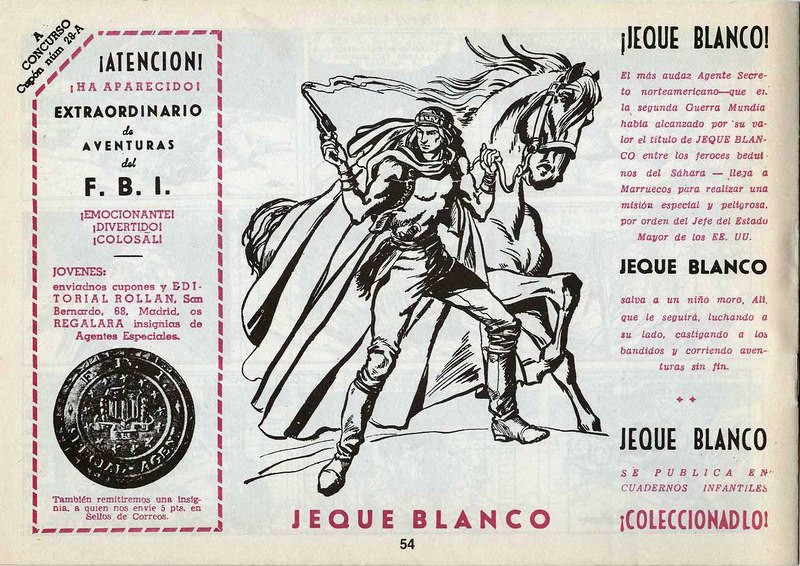 A CONCURSO
Cupón núm 28-A
¡ATENCION!
¡HA APARECIDO!
EXTRAORDINARIO
de
AVENTURAS
del
F. B. I.
¡EMOCIONANTE!
¡DIVERTIDO!
¡COLOSAL!
JOVENES:
enviadnos cupones y EDI-
TORIAL ROLLAN, San
Bernardo, 68, Madrid, os
REGALARA insignias de
Agentes Especiales.
F. B. I.
También remitiremos una insig-
nia, a quien nos envíe 5 pts. en
Sellos de Correos.
JEQUE BLANCO
¡JEQUE BLANCO!
El más audaz Agente Secre-
to norteamericano—que en
la segunda Guerra Mundia
había alcanzado por su va-
lor el título de JEQUE BLAN-
CO entre los feroces bedui-
nos del Sáhara — llega a
Marruecos para realizar una
misión especial y peligrosa,
por orden del Jefe del Estado
Mayor de los EE. UU.
JEQUE BLANCO
salva a un niño moro, Alí,
que le seguirá, luchando a
su lado, castigando a los
bandidos y corriendo aven-
turas sin fin.
JEQUE BLANCO
SE PUBLICA EN
CUADERNOS INFANTILES
¡COLECCIONADLO!
54